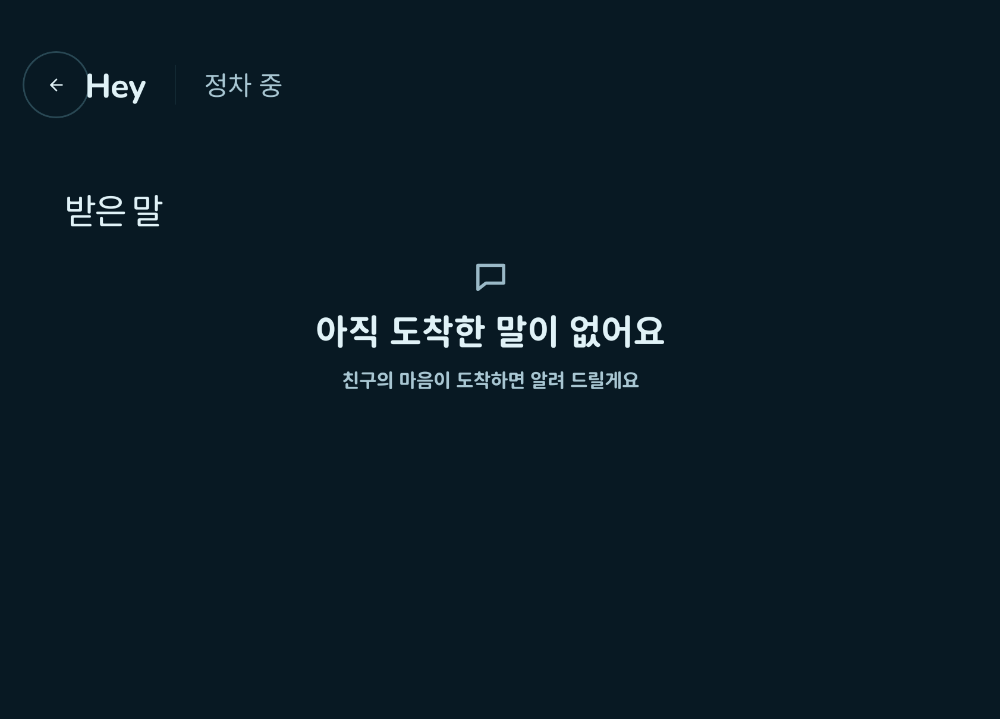 Hey 정차 중
받은 말
아직 도착한 말이 없어요
친구의 마음이 도착하면 알려 드릴게요